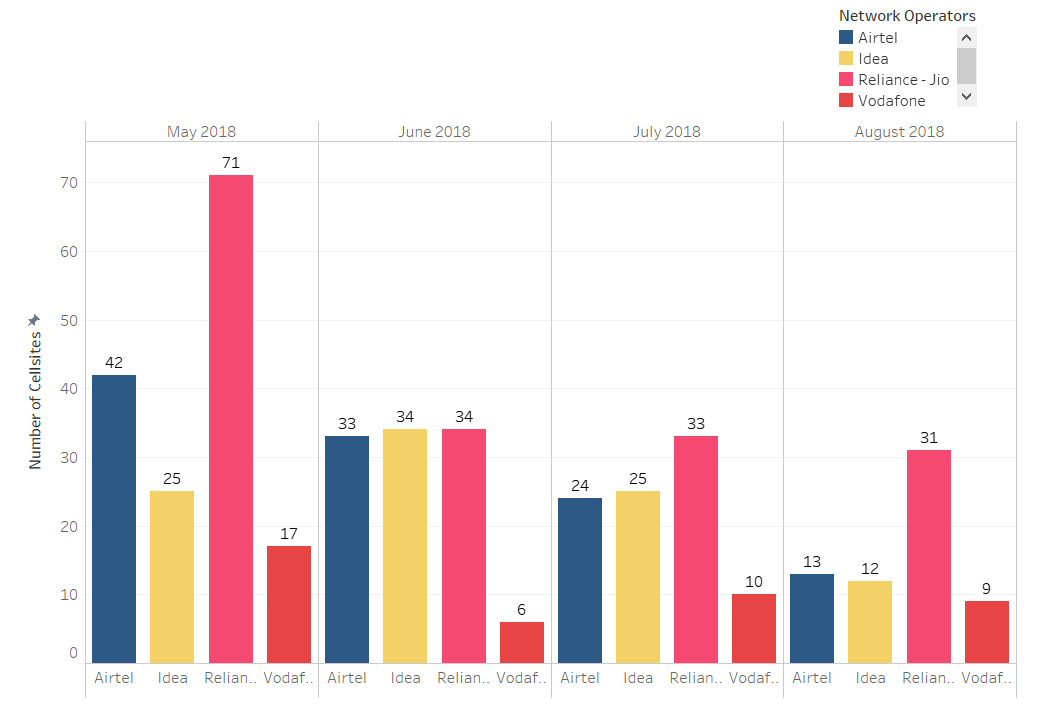 Network Operators
Airtel
Idea
Reliance - Jio
Vodafone
May 2018 June 2018 July 2018 August 2018
Number of Cellsites
70
60
50
40
30
20
10
0
42 25 71 17
33 34 34 6
24 25 33 10
13 12 31 9
Airtel Idea Relian.. Vodaf.. Airtel Idea Relian.. Vodaf.. Airtel Idea Relian.. Vodaf.. Airtel Idea Relian.. Vodaf..